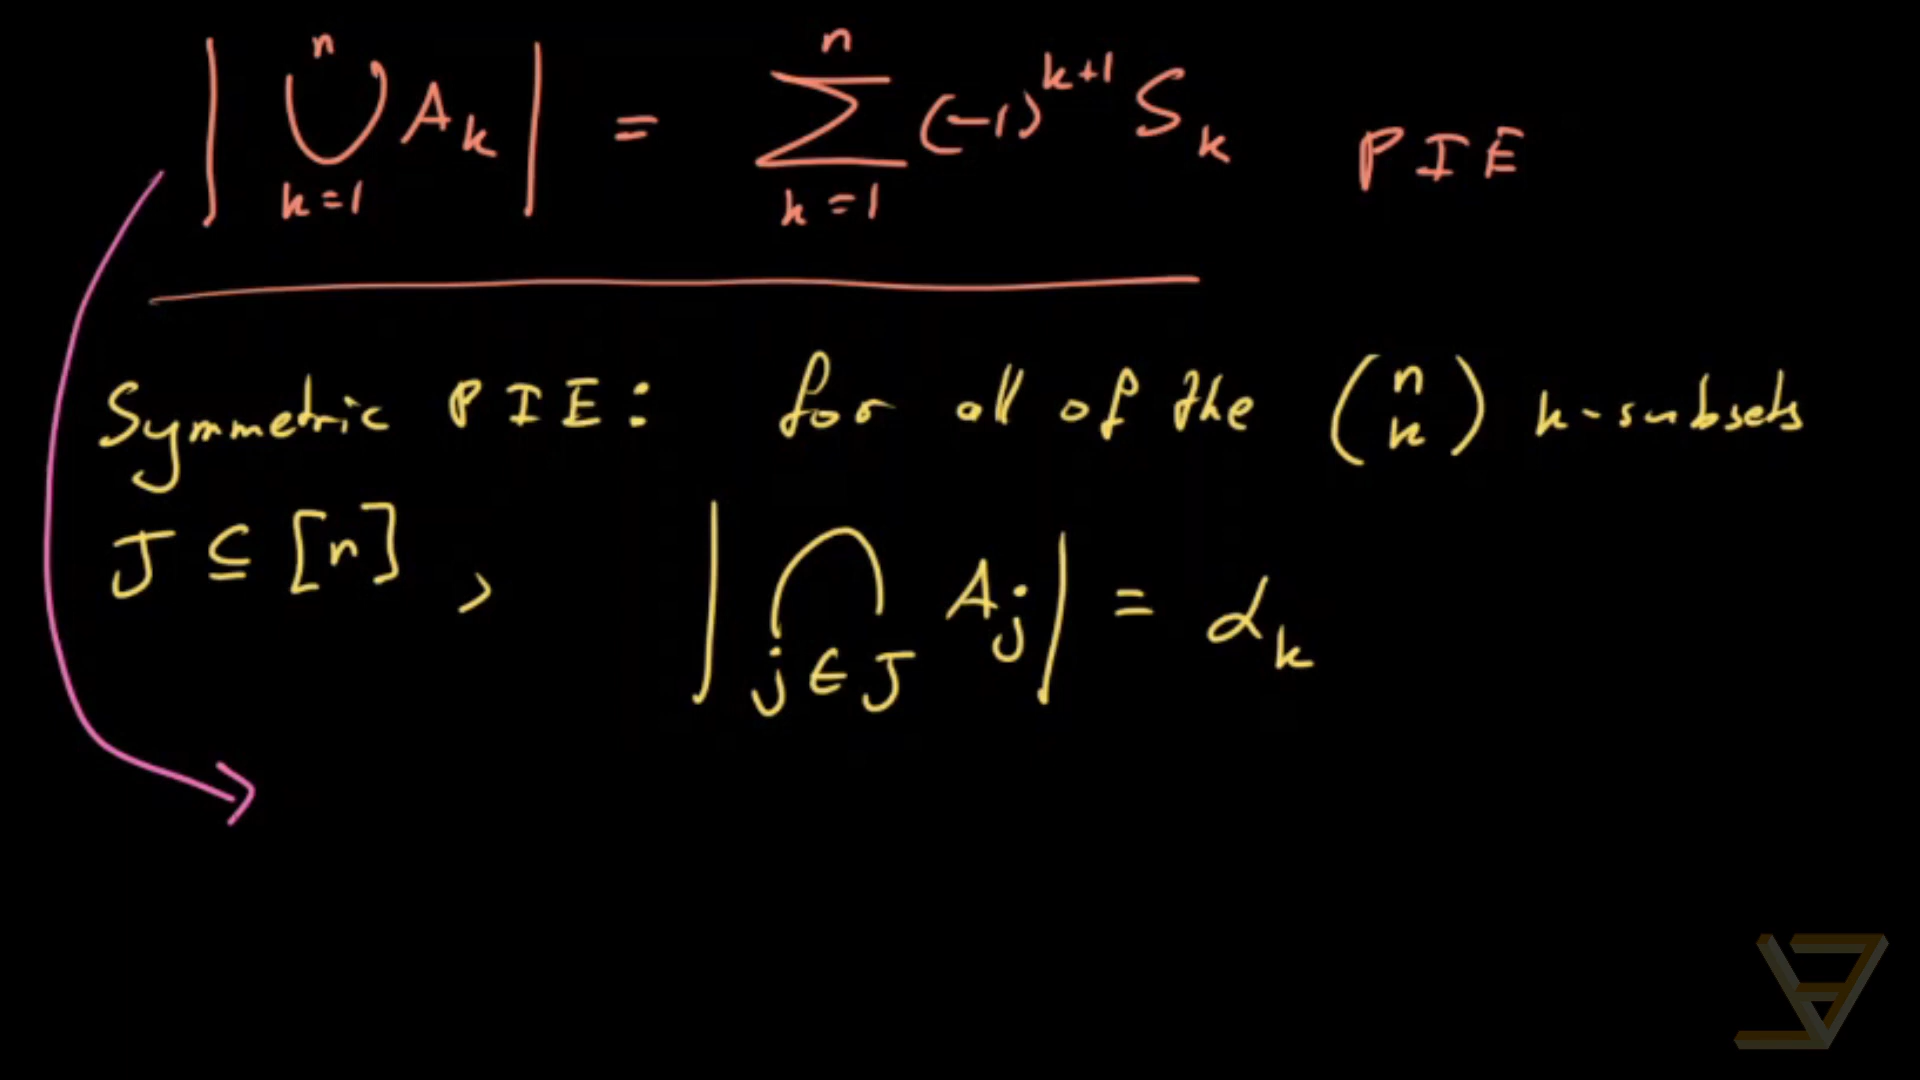 | ⋃_{k=1}^{n} A_k | = ∑_{k=1}^{n} (-1)^{k+1} S_k PIE
Symmetric PIE: for all of the (n k) k-subsets
J ⊆ [n], | ⋂_{j∈J} A_j | = α_k